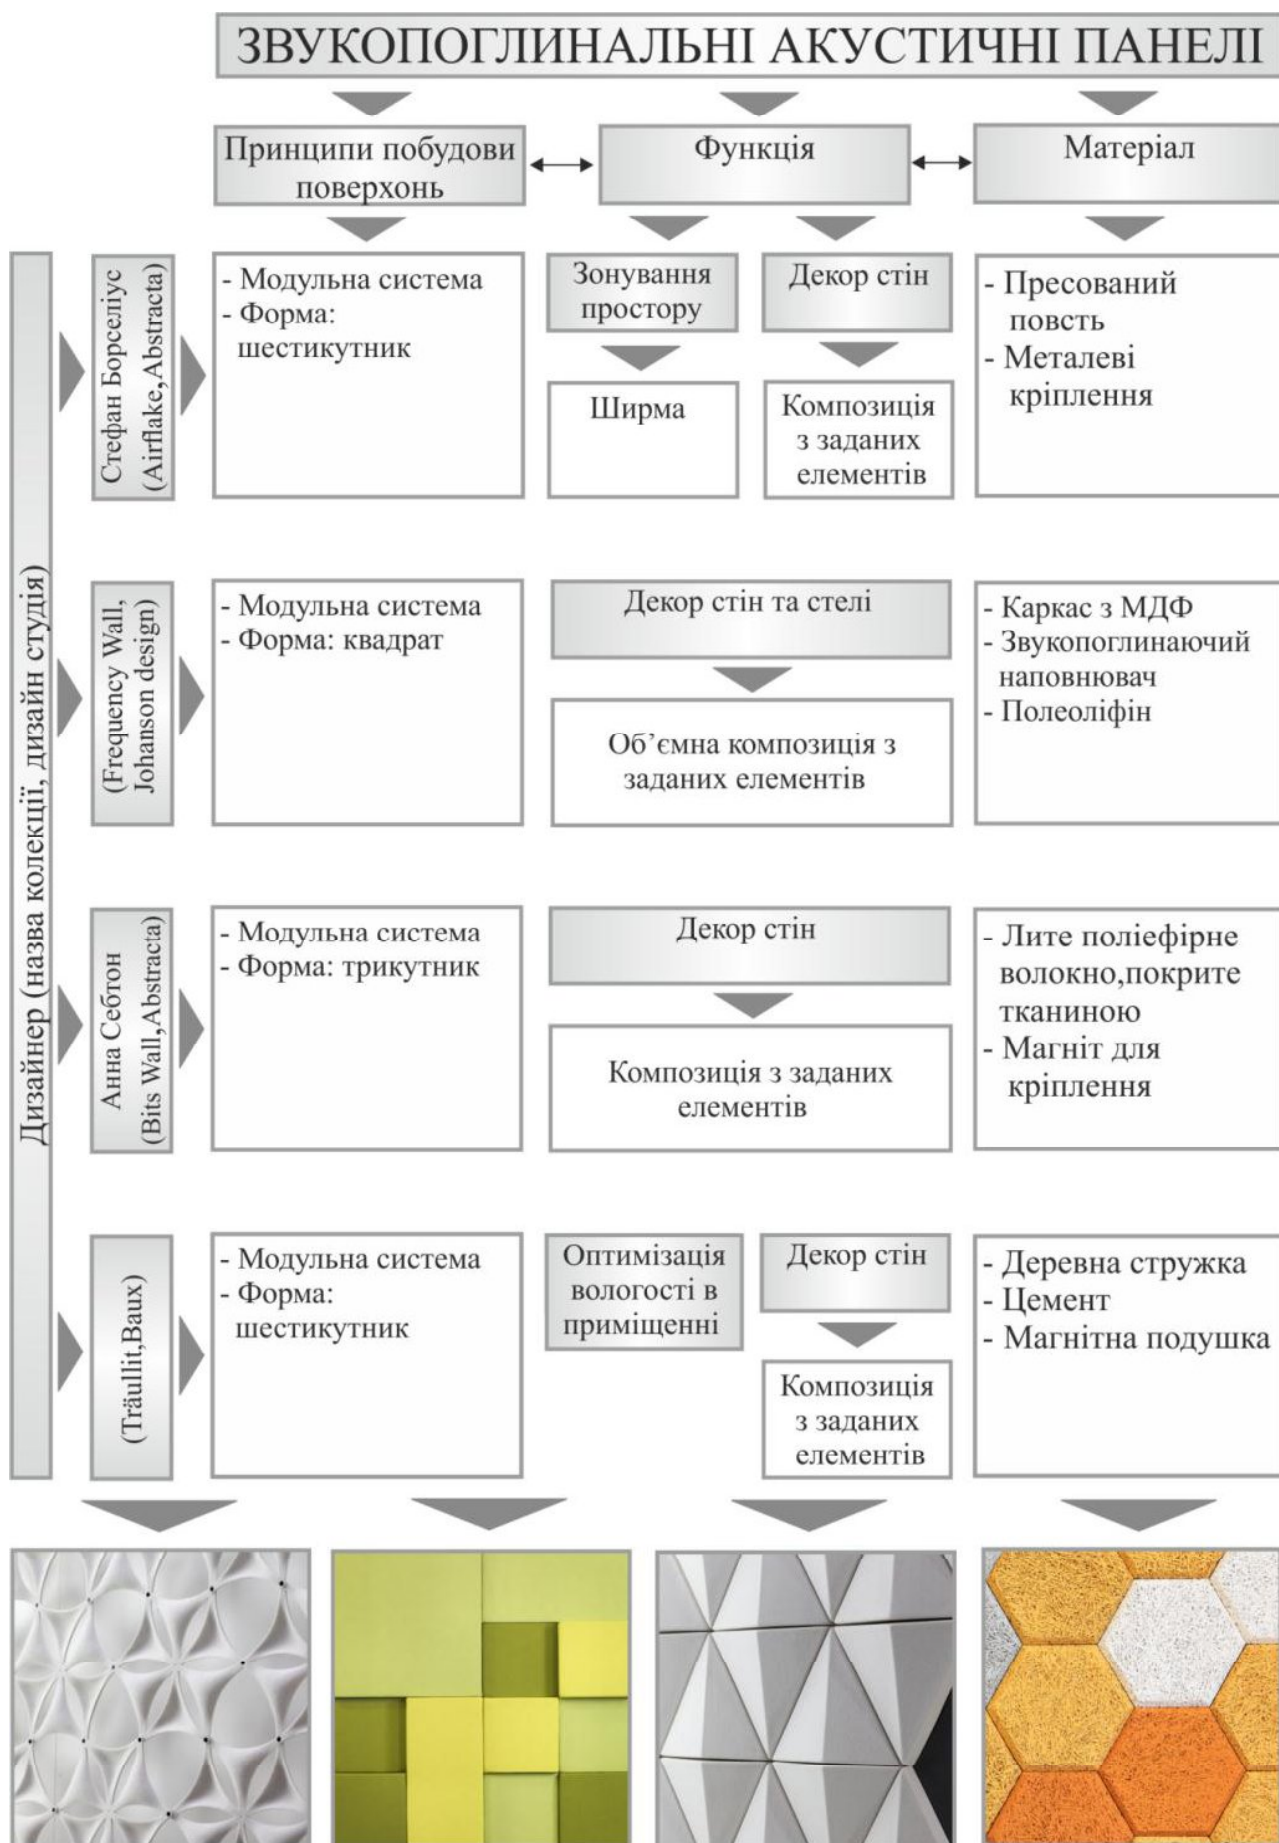 ЗВУКОПОГЛИНАЛЬНІ АКУСТИЧНІ ПАНЕЛІ
Принципи побудови
поверхонь
Функція
Матеріал
Дизайнер (назва колекції, дизайн студія)
Стефан Борселіус
(Airflake,Abstracta)
- Модульна система
- Форма:
шестикутник
Зонування
простору
Ширма
Декор стін
Композиція
з заданих
елементів
- Пресований
повсть
- Металеві
кріплення
(Frequency Wall,
Johanson design)
- Модульна система
- Форма: квадрат
Декор стін та стелі
Об’ємна композиція з
заданих елементів
- Каркас з МДФ
- Звукопоглинаючий
наповнювач
- Полеоліфін
Анна Себтон
(Bits Wall,Abstracta)
- Модульна система
- Форма: трикутник
Декор стін
Композиція з заданих
елементів
- Лите поліефірне
волокно,покрите
тканиною
- Магніт для
кріплення
(Träullit,Baux)
- Модульна система
- Форма:
шестикутник
Оптимізація
вологості в
приміщенні
Декор стін
Композиція
з заданих
елементів
- Деревна стружка
- Цемент
- Магнітна подушка